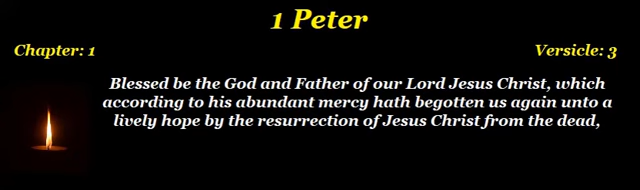 1 Peter
Chapter: 1 Versicle: 3
Blessed be the God and Father of our Lord Jesus Christ, which
according to his abundant mercy hath begotten us again unto a
lively hope by the resurrection of Jesus Christ from the dead,